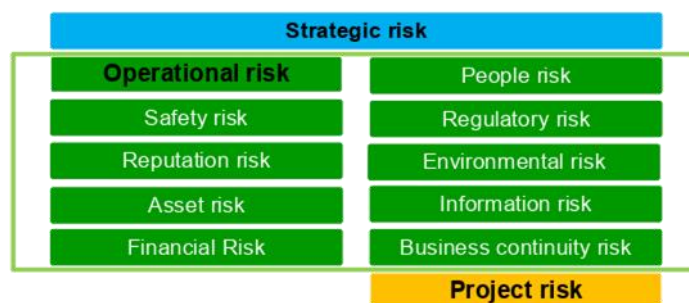 Strategic risk
Operational risk
People risk
Safety risk
Regulatory risk
Reputation risk
Environmental risk
Asset risk
Information risk
Financial Risk
Business continuity risk
Project risk